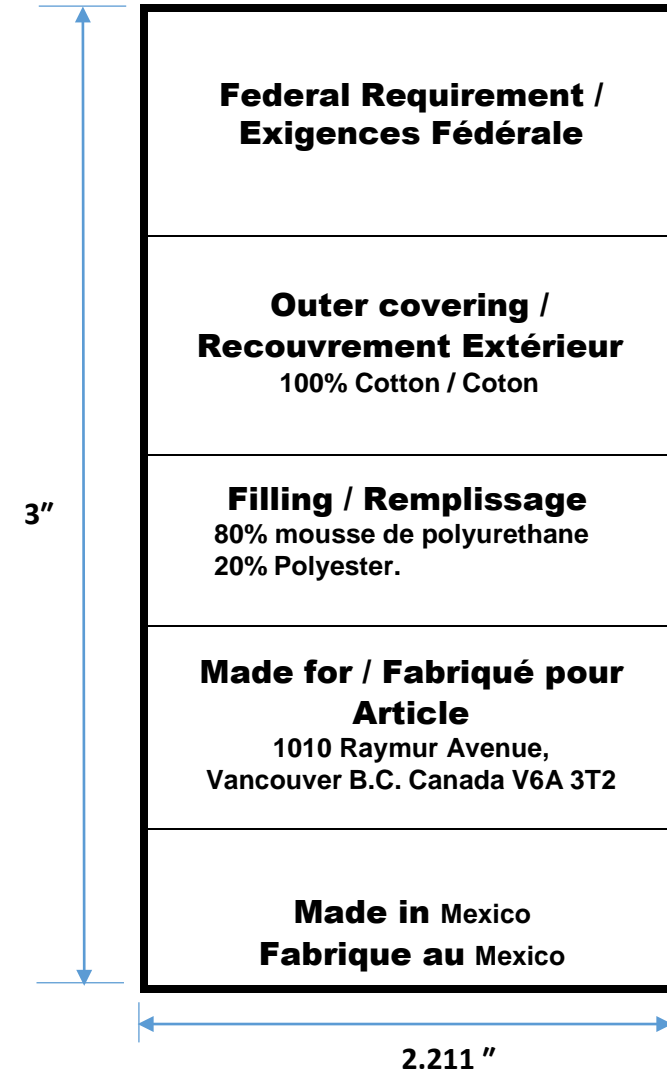 Federal Requirement /
Exigences Fédérale
Outer covering /
Recouvrement Extérieur
100% Cotton / Coton
3"
Filling / Remplissage
80% mousse de polyurethane
20% Polyester.
Made for / Fabriqué pour
Article
1010 Raymur Avenue,
Vancouver B.C. Canada V6A 3T2
Made in Mexico
Fabrique au Mexico
2.211 "